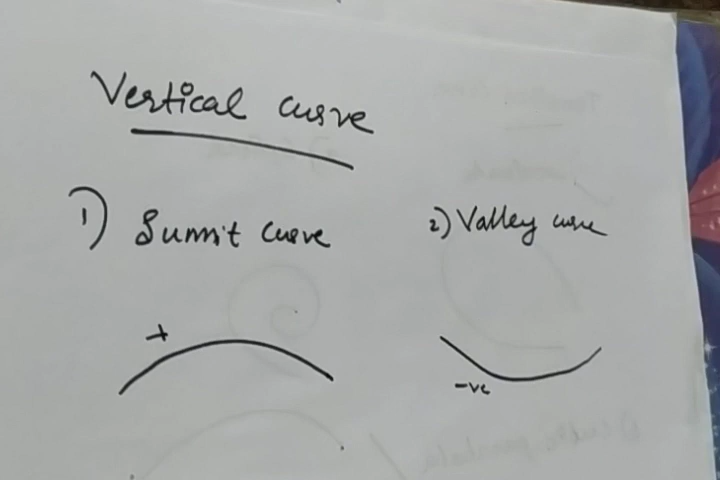 Vertical curve
1) Summit curve
2) Valley curve
+
-ve